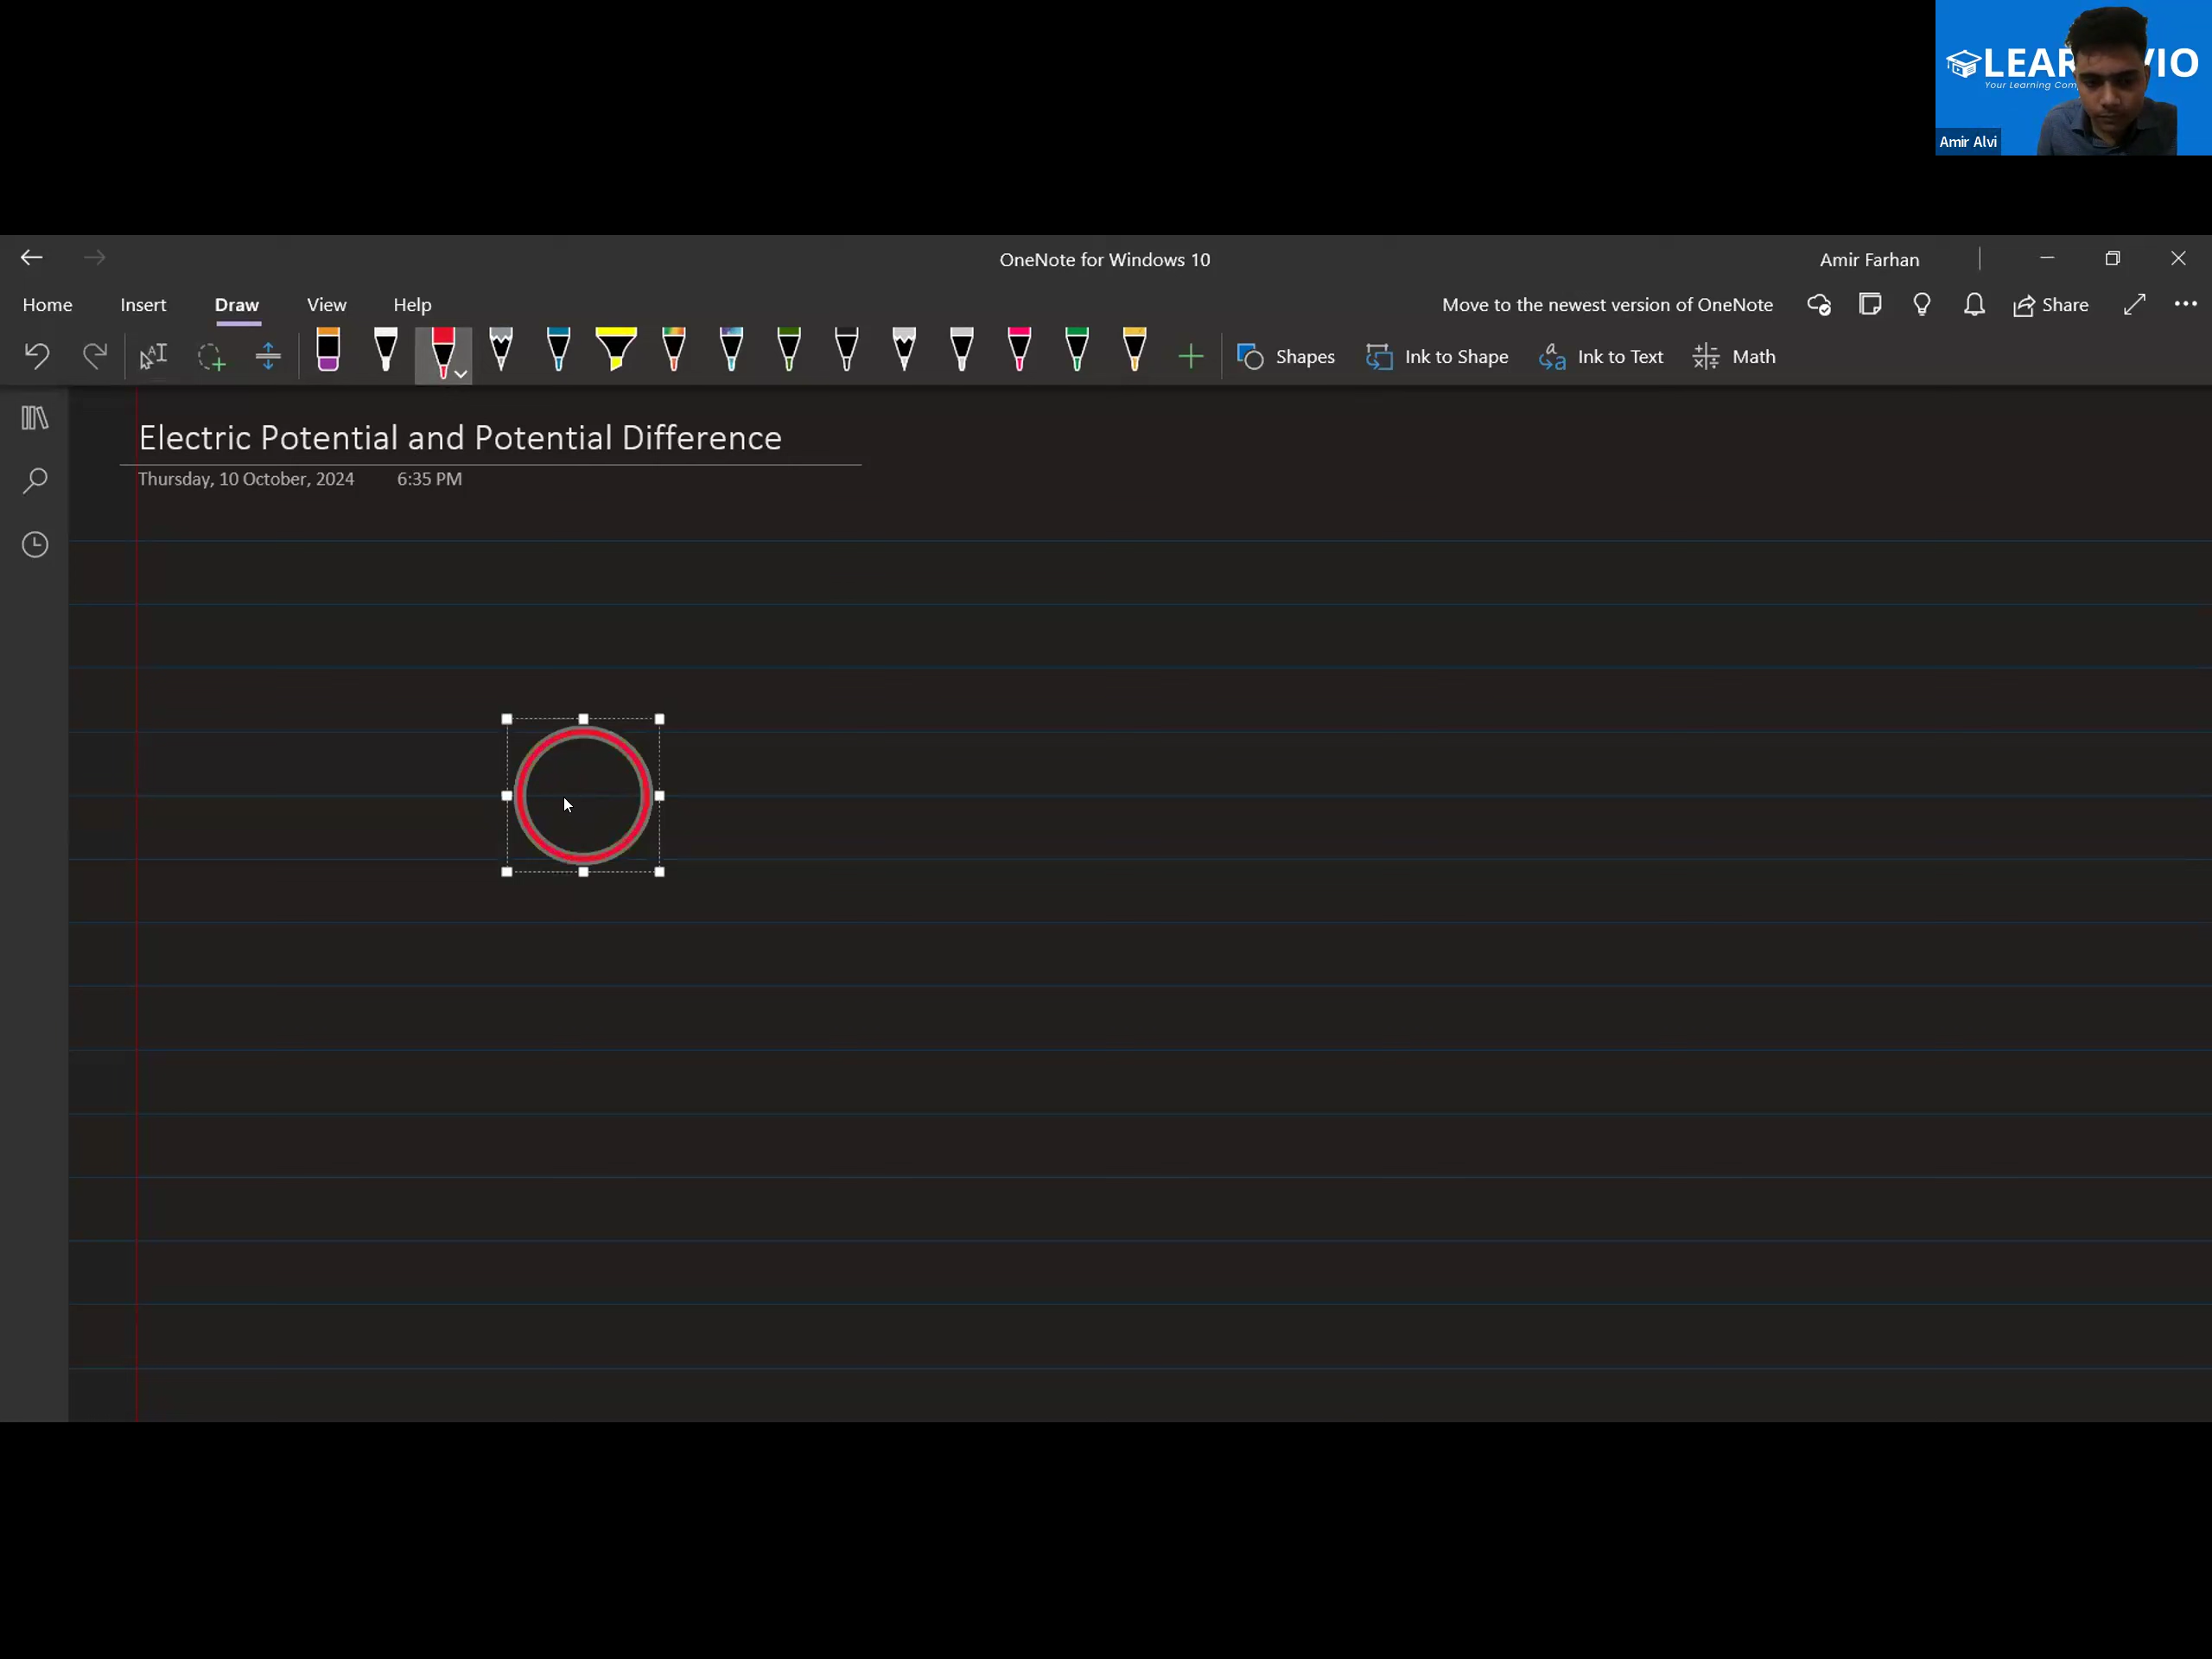 LEAR VIO
Your Learning Com
Amir Alvi
OneNote for Windows 10
Amir Farhan
Home Insert Draw View Help
Move to the newest version of OneNote
Share
Shapes
Ink to Shape
Ink to Text
Math
Electric Potential and Potential Difference
Thursday, 10 October, 2024 6:35 PM